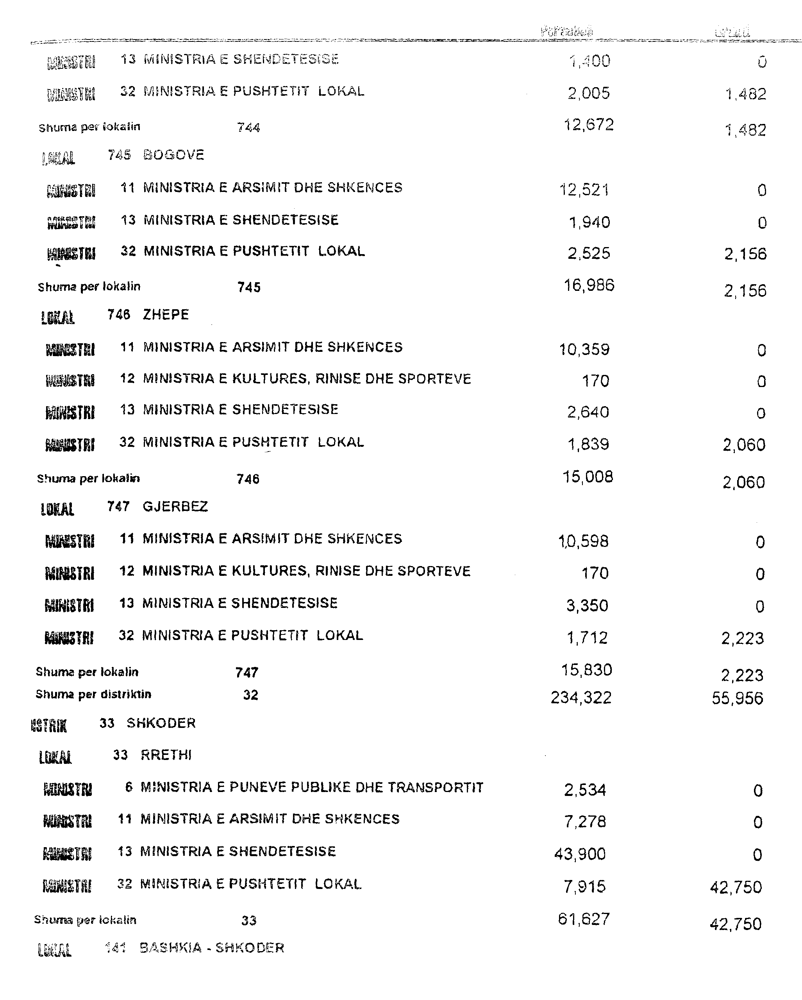 Grandi
MINISTRI 13 MINISTRIA E SHENDETESISE 1,400 0
MINISTRI 32 MINISTRIA E PUSHTETIT LOKAL 2,005 1,482
Shuma per lokalin 744 12,672 1,482
LOKAL 745 BOGOVE
MINISTRI 11 MINISTRIA E ARSIMIT DHE SHKENCES 12,521 0
MINISTRI 13 MINISTRIA E SHENDETESISE 1,940 0
MINISTRI 32 MINISTRIA E PUSHTETIT LOKAL 2,525 2,156
Shuma per lokalin 745 16,986 2,156
LOKAL 746 ZHEPE
MINISTRI 11 MINISTRIA E ARSIMIT DHE SHKENCES 10,359 0
MINISTRI 12 MINISTRIA E KULTURES, RINISE DHE SPORTEVE 170 0
MINISTRI 13 MINISTRIA E SHENDETESISE 2,640 0
MINISTRI 32 MINISTRIA E PUSHTETIT LOKAL 1,839 2,060
Shuma per lokalin 746 15,008 2,060
LOKAL 747 GJERBEZ
MINISTRI 11 MINISTRIA E ARSIMIT DHE SHKENCES 10,598 0
MINISTRI 12 MINISTRIA E KULTURES, RINISE DHE SPORTEVE 170 0
MINISTRI 13 MINISTRIA E SHENDETESISE 3,350 0
MINISTRI 32 MINISTRIA E PUSHTETIT LOKAL 1,712 2,223
Shuma per lokalin 747 15,830 2,223
Shuma per distriktin 32 234,322 55,956
ISTRIK 33 SHKODER
LOKAL 33 RRETHI
MINISTRI 6 MINISTRIA E PUNEVE PUBLIKE DHE TRANSPORTIT 2,534 0
MINISTRI 11 MINISTRIA E ARSIMIT DHE SHKENCES 7,278 0
MINISTRI 13 MINISTRIA E SHENDETESISE 43,900 0
MINISTRI 32 MINISTRIA E PUSHTETIT LOKAL 7,915 42,750
Shuma per lokalin 33 61,627 42,750
LOKAL 141 BASHKIA - SHKODER